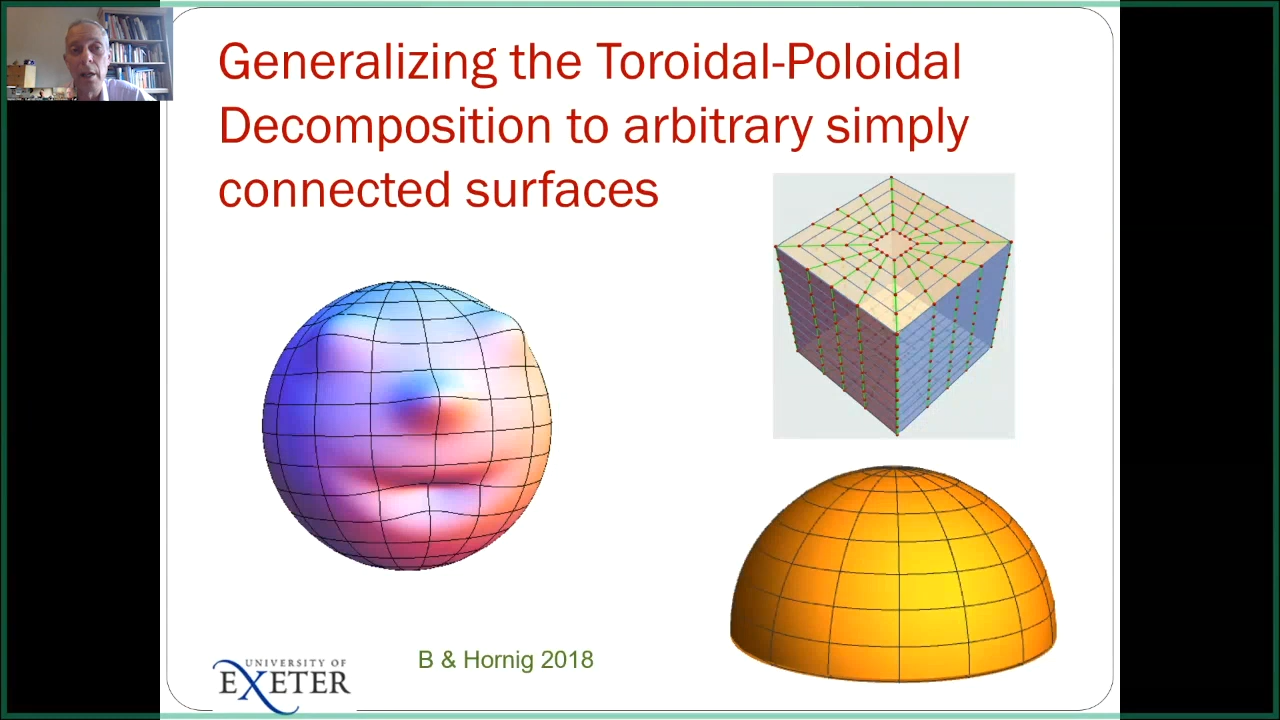 Generalizing the Toroidal-Poloidal
Decomposition to arbitrary simply
connected surfaces
B & Hornig 2018
UNIVERSITY OF
EXETER